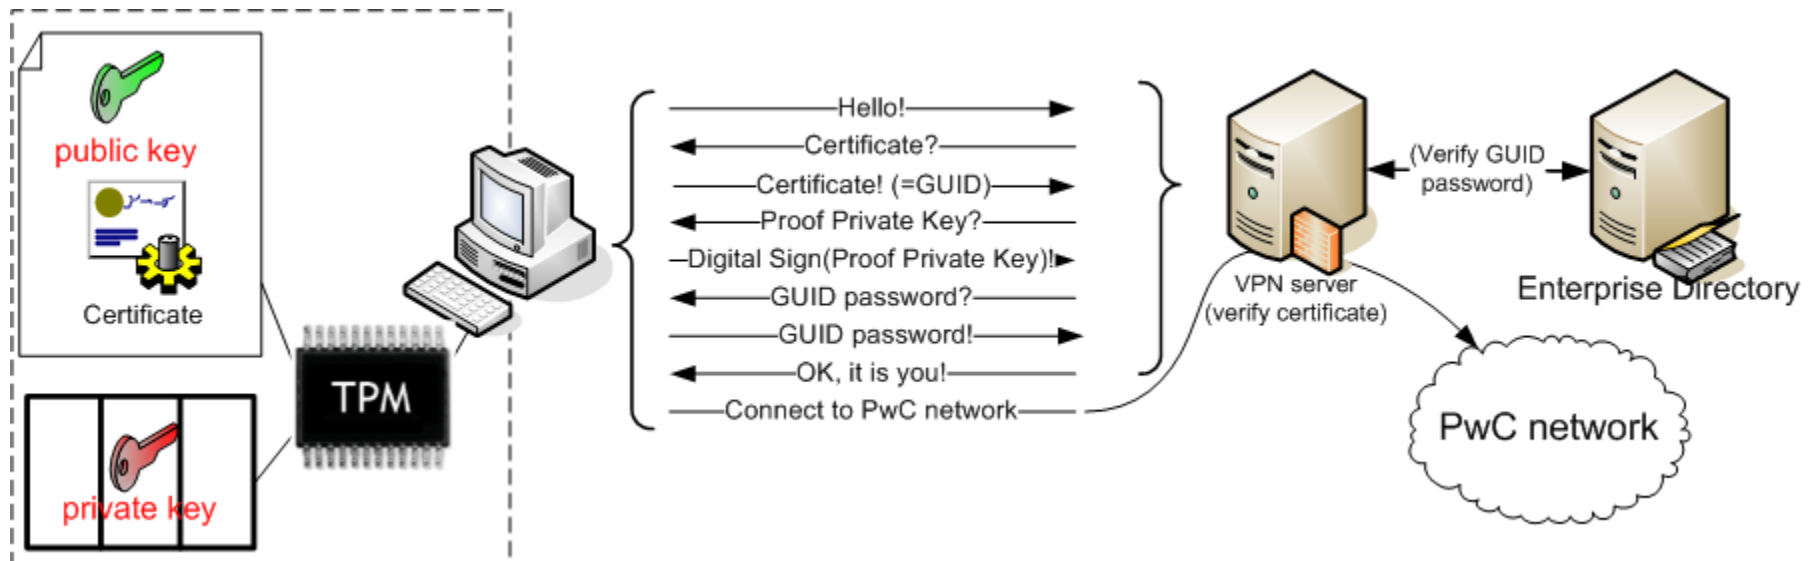 public key
Certificate
TPM
private key
Hello!
Certificate?
Certificate! (=GUID)
Proof Private Key?
Digital Sign(Proof Private Key)!
GUID password?
GUID password!
OK, it is you!
Connect to PwC network
VPN server
(verify certificate)
(Verify GUID
password)
Enterprise Directory
PwC network